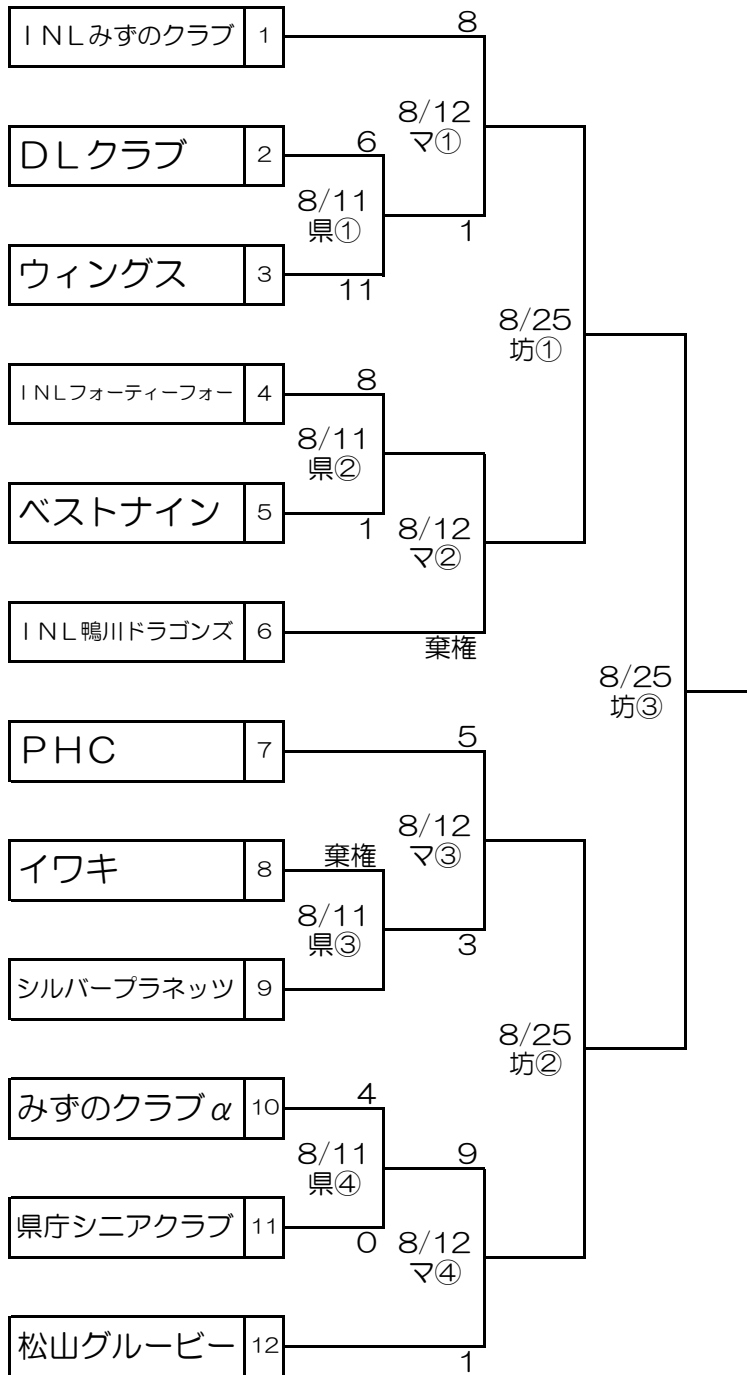 INLみずのクラブ 1
8
8/12
マ①
DLクラブ 2
6
8/11
県①
1
ウィングス 3
11
8/25
坊①
INLフォーティーフォー 4
8
8/11
県②
ベストナイン 5
1
8/12
マ②
INL鴨川ドラゴンズ 6
棄権
8/25
坊③
PHC 7
5
8/12
マ③
イワキ 8
棄権
8/11
県③
3
シルバープラネッツ 9
8/25
坊②
みずのクラブα 10
4
8/11
県④
9
県庁シニアクラブ 11
0
8/12
マ④
松山グルービー 12
1